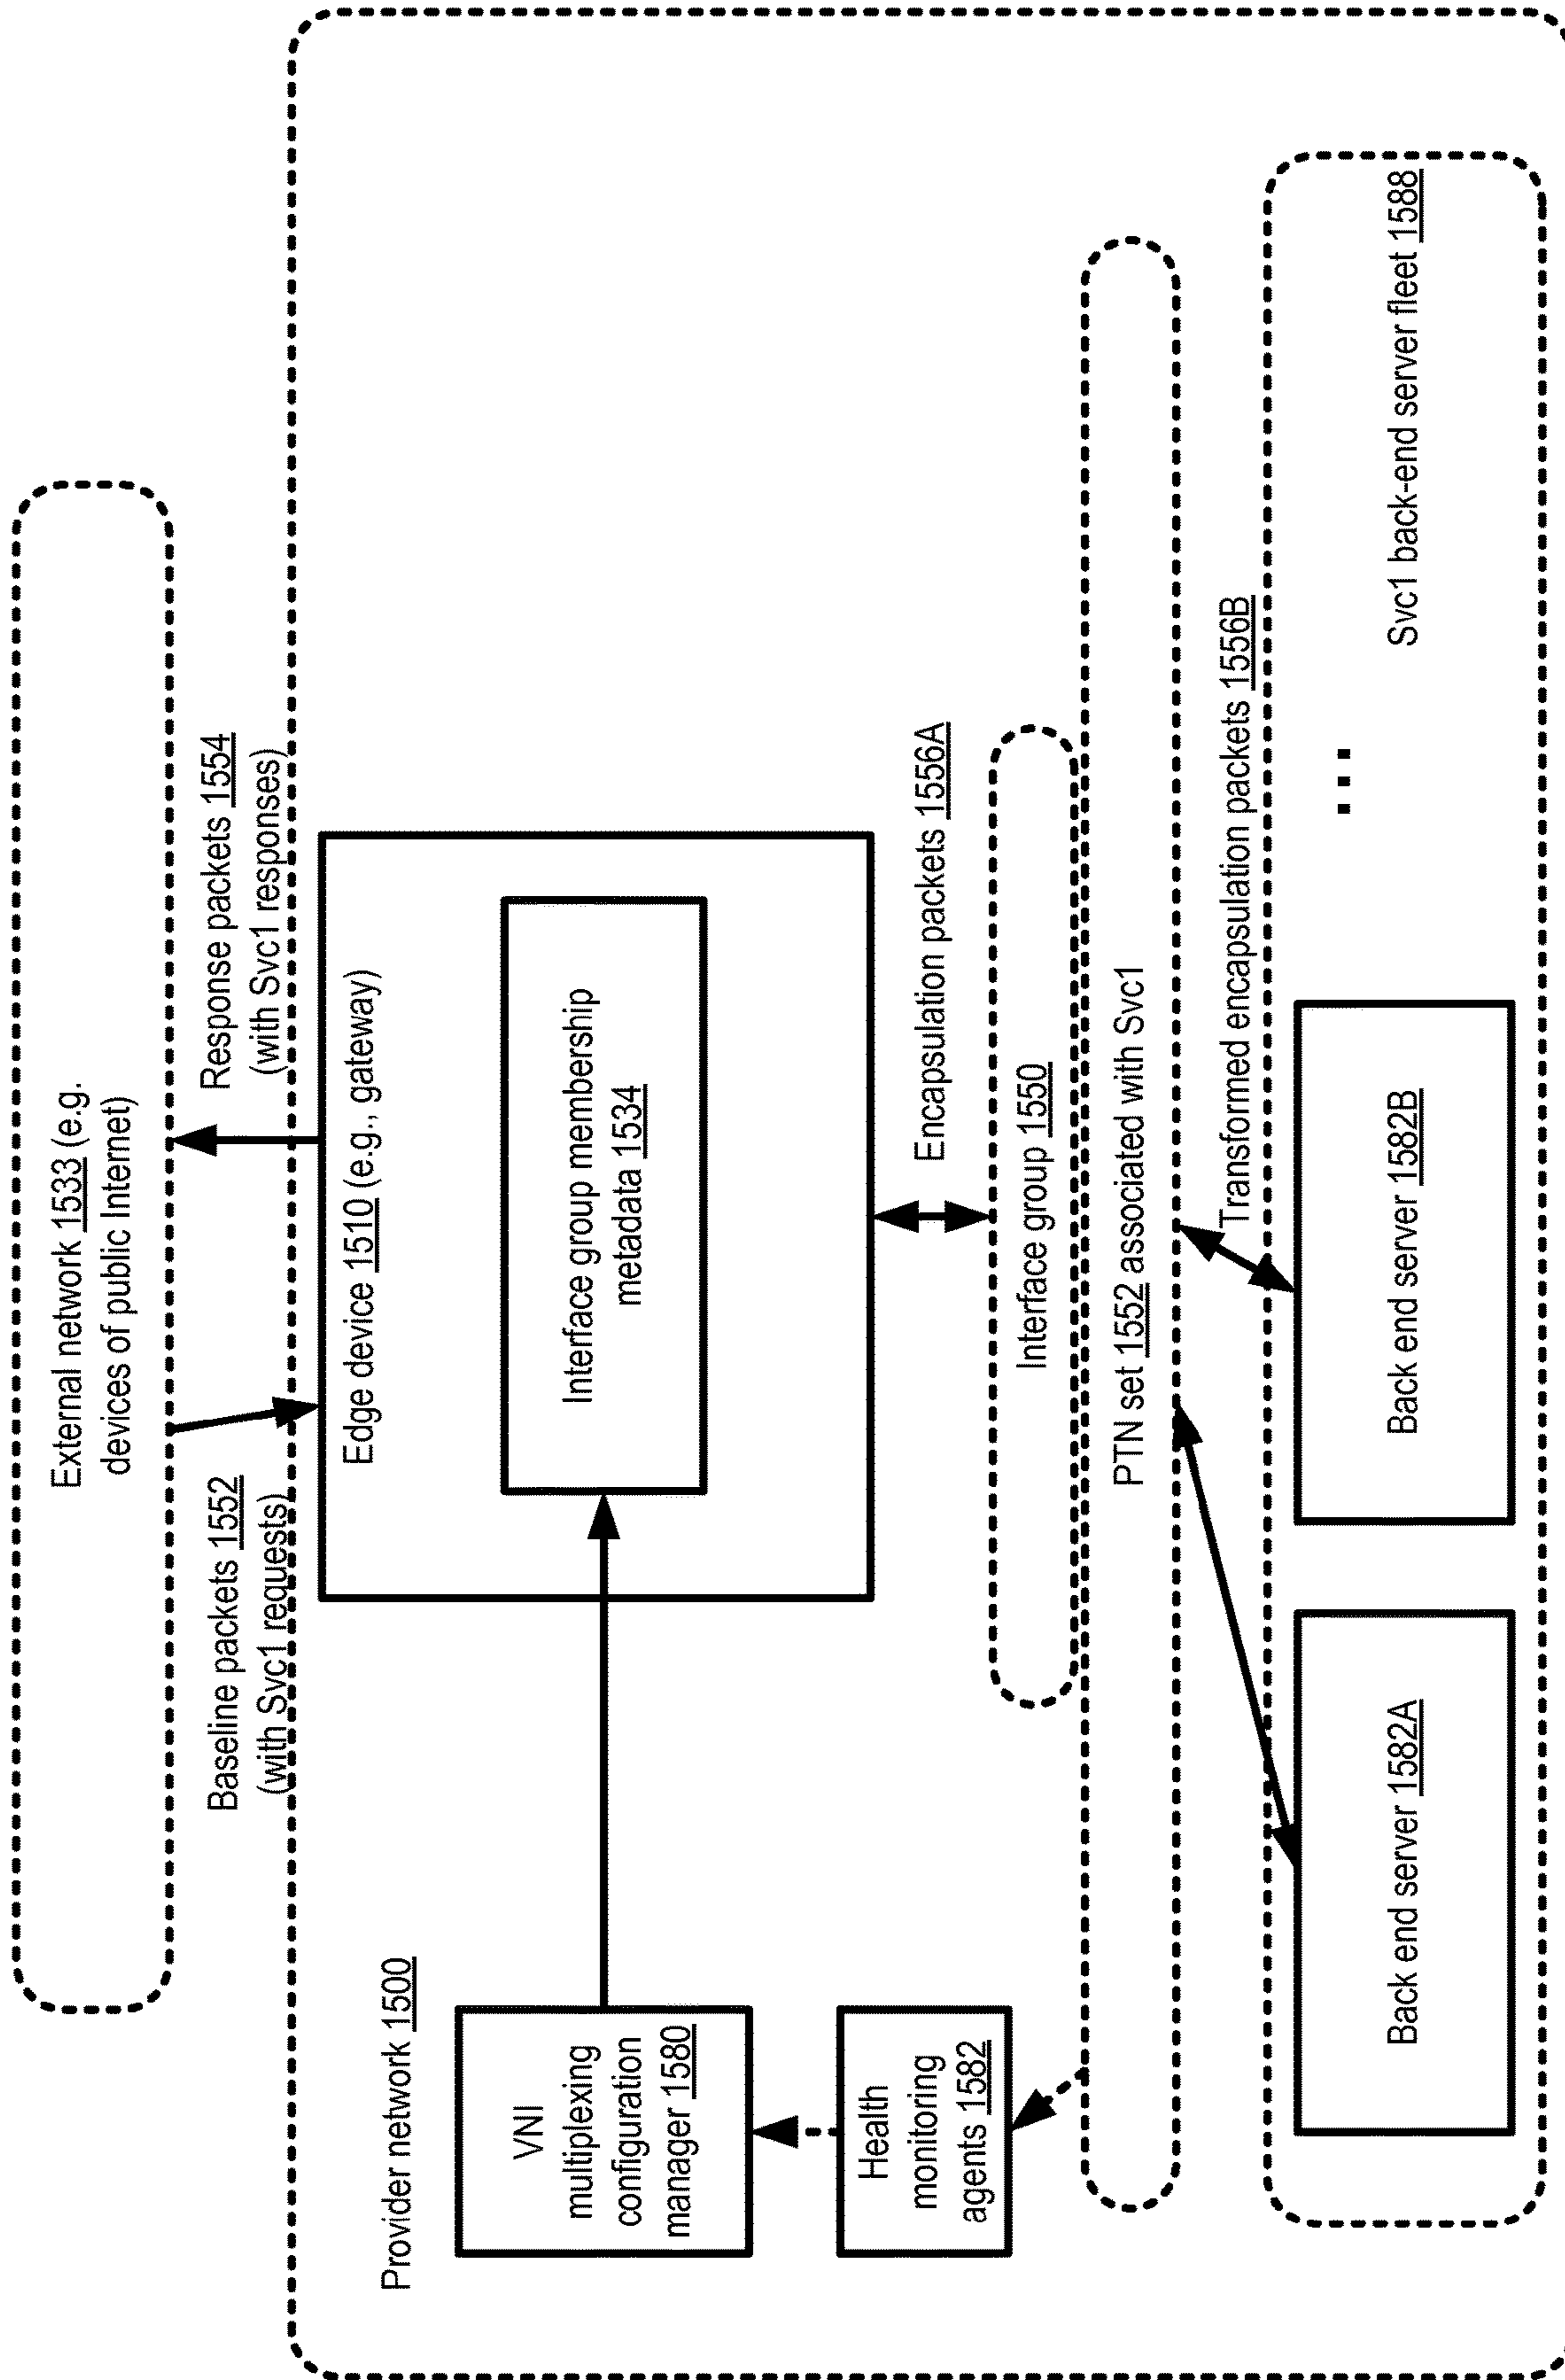 External network 1533 (e.g.
devices of public Internet)
Baseline packets 1552
(with Svc1 requests)
Response packets 1554
(with Svc1 responses)
Provider network 1500
Edge device 1510 (e.g., gateway)
VNI
multiplexing
configuration
manager 1580
Interface group membership
metadata 1534
Health
monitoring
agents 1582
Encapsulation packets 1556A
Interface group 1550
PTN set 1552 associated with Svc1
Transformed encapsulation packets 1556B
Back end server 1582A
Back end server 1582B
...
Svc1 back-end server fleet 1588